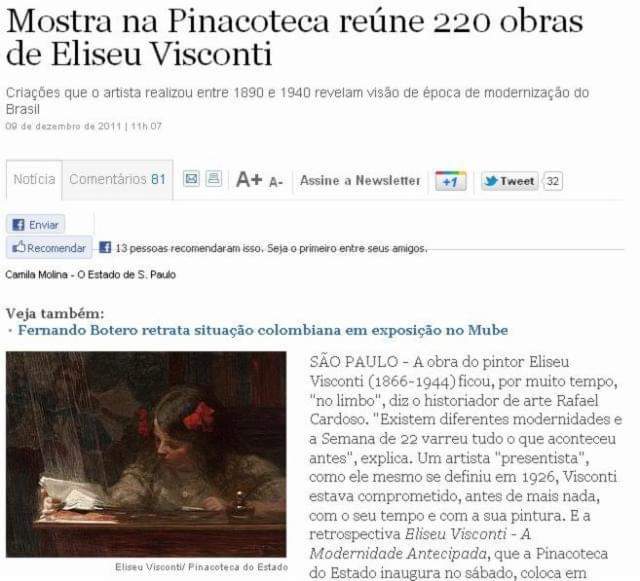 Mostra na Pinacoteca reúne 220 obras
de Eliseu Visconti
Criações que o artista realizou entre 1890 e 1940 revelam visão de época de modernização do
Brasil
09 de dezembro de 2011 | 11h 07
Notícia Comentários 81 A+ A- Assine a Newsletter +1 Tweet 32
Enviar
Recomendar 13 pessoas recomendaram isso. Seja o primeiro entre seus amigos.
Camila Molina - O Estado de S. Paulo
Veja também:
· Fernando Botero retrata situação colombiana em exposição no Mube
SÃO PAULO - A obra do pintor Eliseu
Visconti (1866-1944) ficou, por muito tempo,
"no limbo", diz o historiador de arte Rafael
Cardoso. "Existem diferentes modernidades e
a Semana de 22 varreu tudo o que aconteceu
antes", explica. Um artista "presentista",
como ele mesmo se definiu em 1926, Visconti
estava comprometido, antes de mais nada,
com o seu tempo e com a sua pintura. E a
retrospectiva Eliseu Visconti - A
Modernidade Antecipada, que a Pinacoteca
do Estado inaugura no sábado, coloca em
Eliseu Visconti/ Pinacoteca do Estado